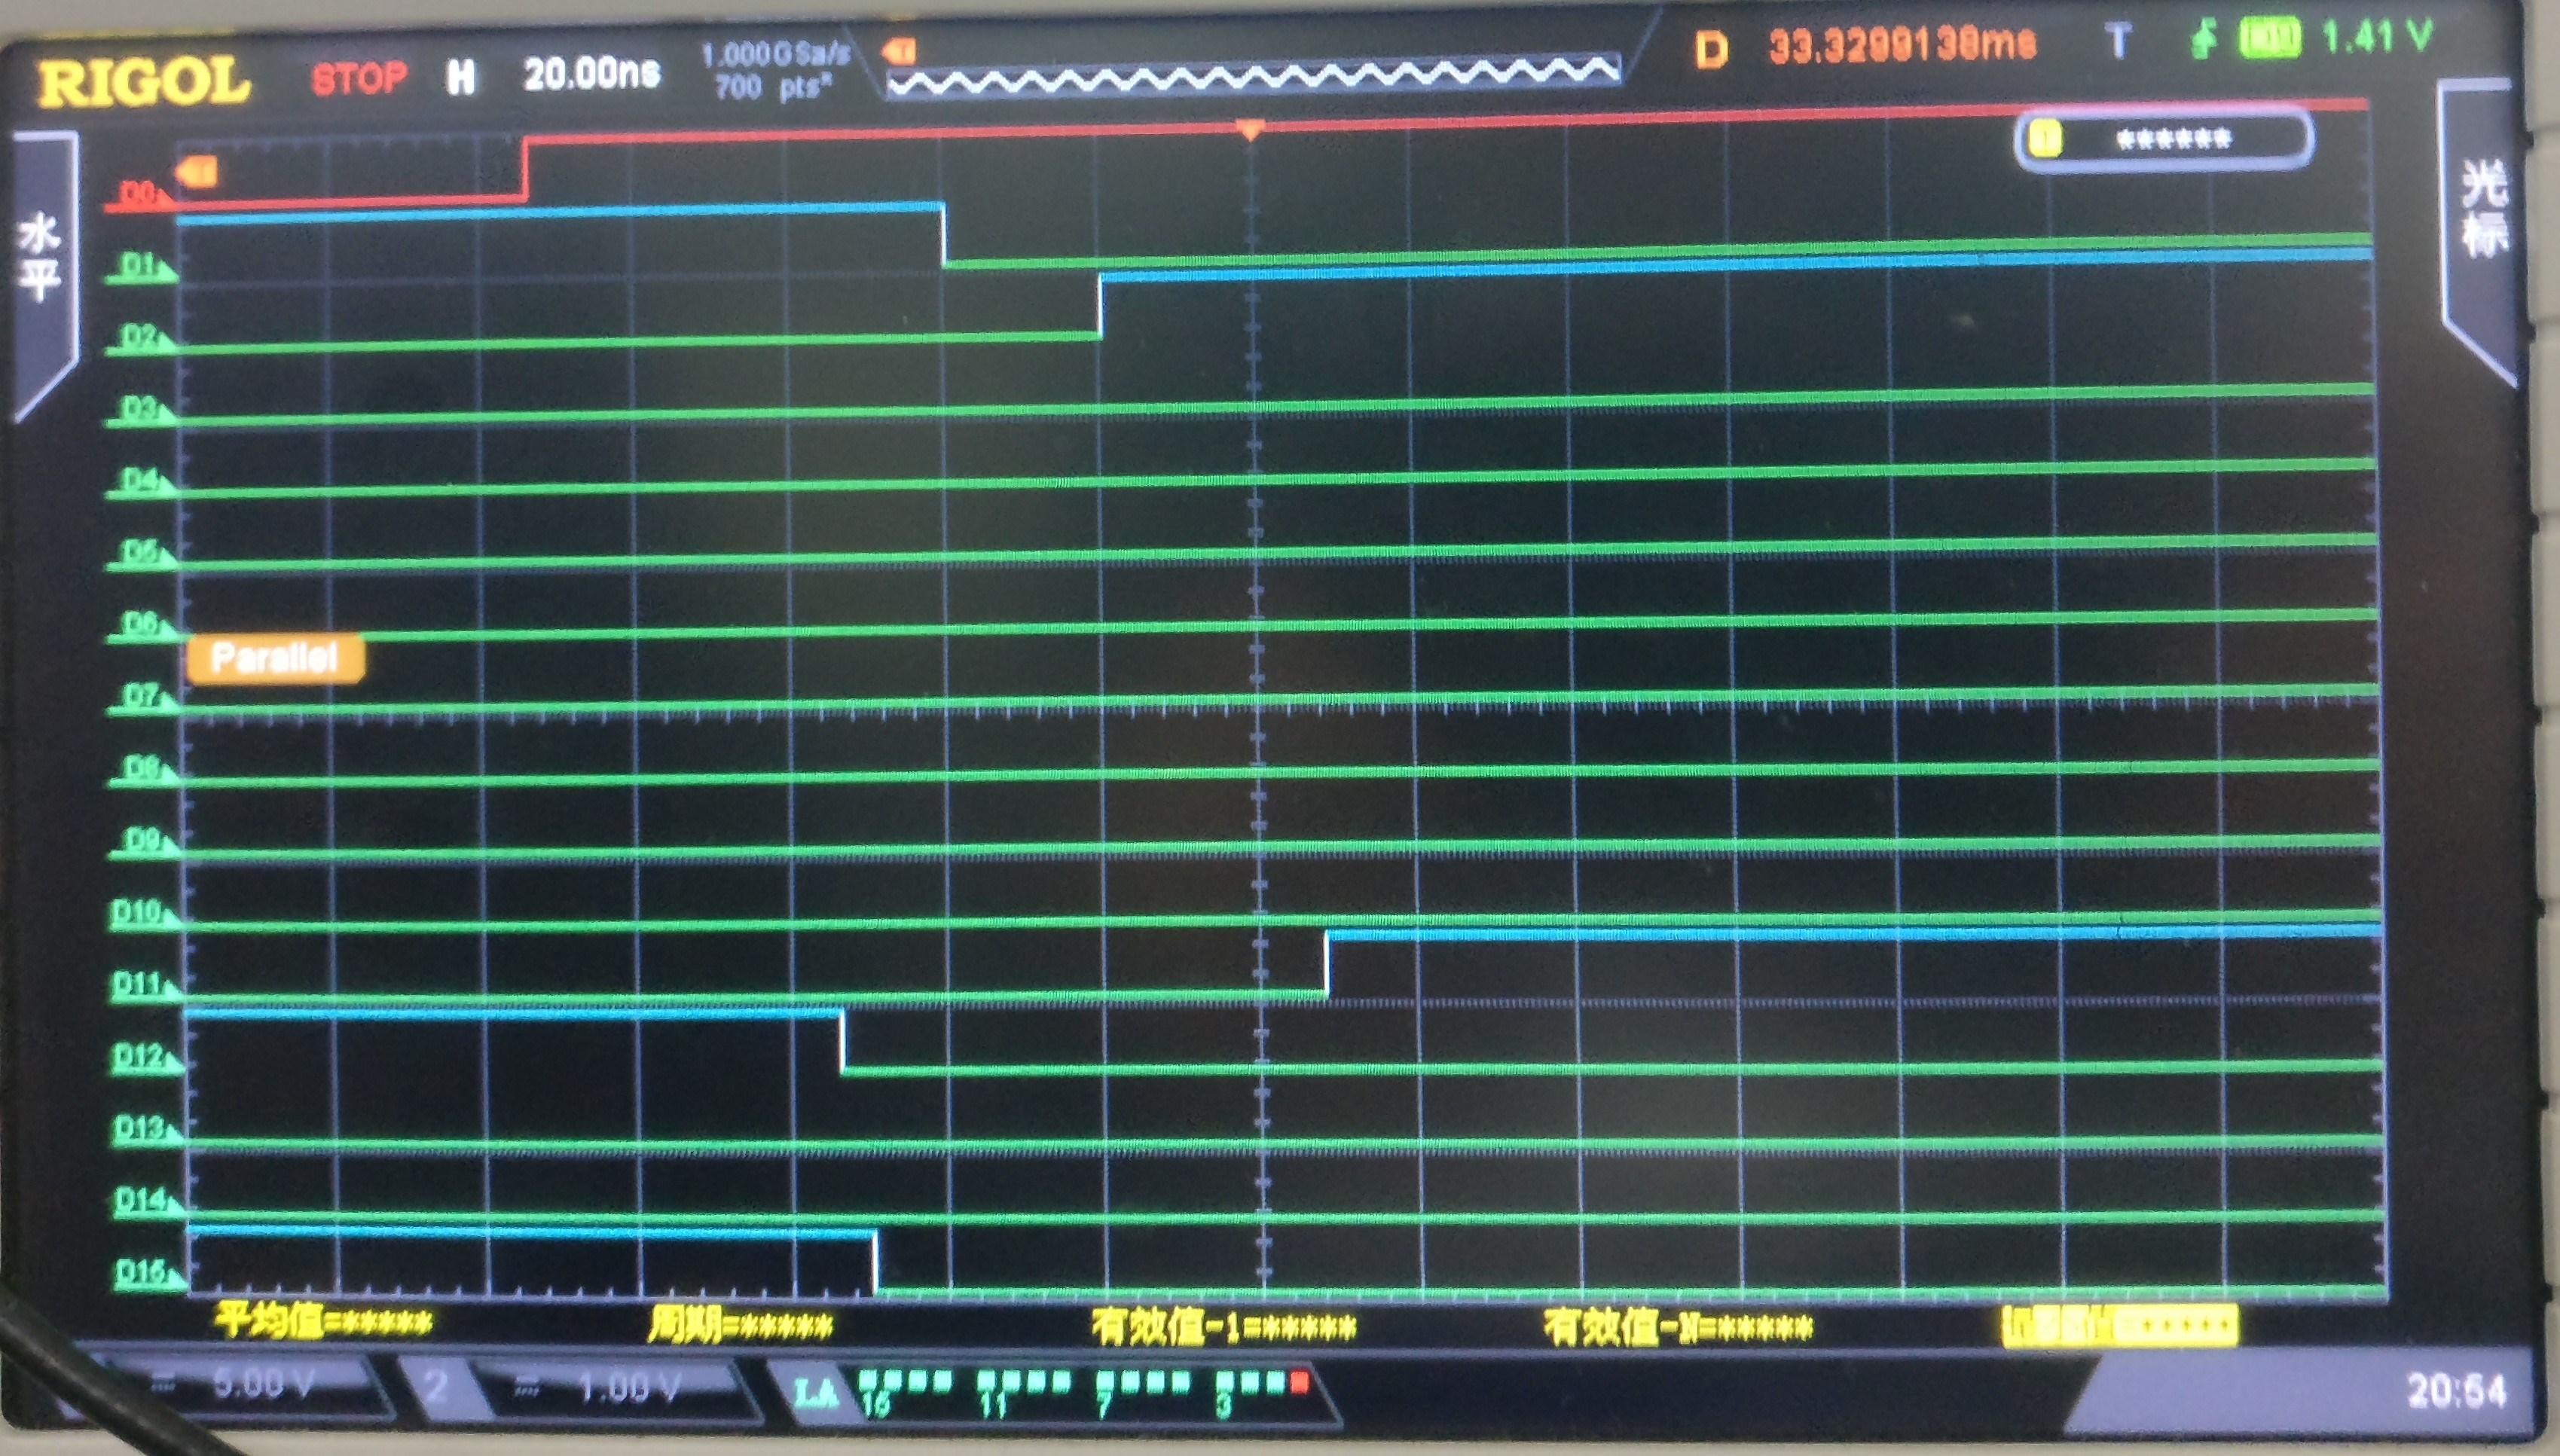 RIGOL STOP H 20.00ns 1.000GSa/s 700 pts D 33.3299138ms T 1.41 V
水平
光标
******
D0
D1
D2
D3
D4
D5
D6
Parallel
D7
D8
D9
D10
D11
D12
D13
D14
D15
平均值=***** 周期=***** 有效值-1=***** 有效值-N=*****
5.00 V 2 1.00 V LA 15 11 7 3
20:54